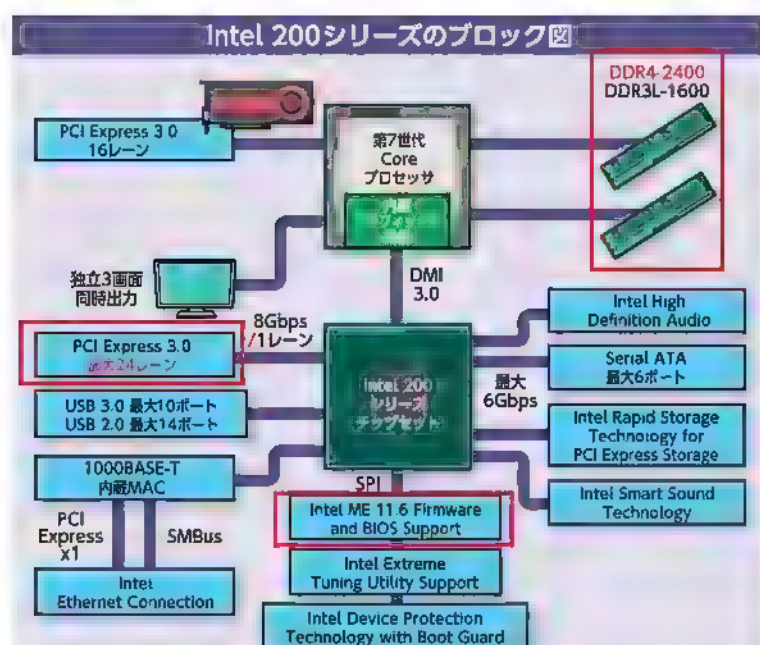 Intel 200シリーズのブロック図
DDR4-2400
DDR3L-1600
PCI Express 3.0
16レーン
第7世代
Core
プロセッサ
独立3画面
同時出力
DMI
3.0
8Gbps
/1レーン
Intel High
Definition Audio
PCI Express 3.0
最大24レーン
Serial ATA
最大6ポート
Intel 200
シリーズ
チップセット
最大
6Gbps
USB 3.0 最大10ポート
USB 2.0 最大14ポート
Intel Rapid Storage
Technology for
PCI Express Storage
1000BASE-T
内蔵MAC
SPI
Intel Smart Sound
Technology
Intel ME 11.6 Firmware
and BIOS Support
PCI
Express
x1
SMBus
Intel Extreme
Tuning Utility Support
Intel
Ethernet Connection
Intel Device Protection
Technology with Boot Guard